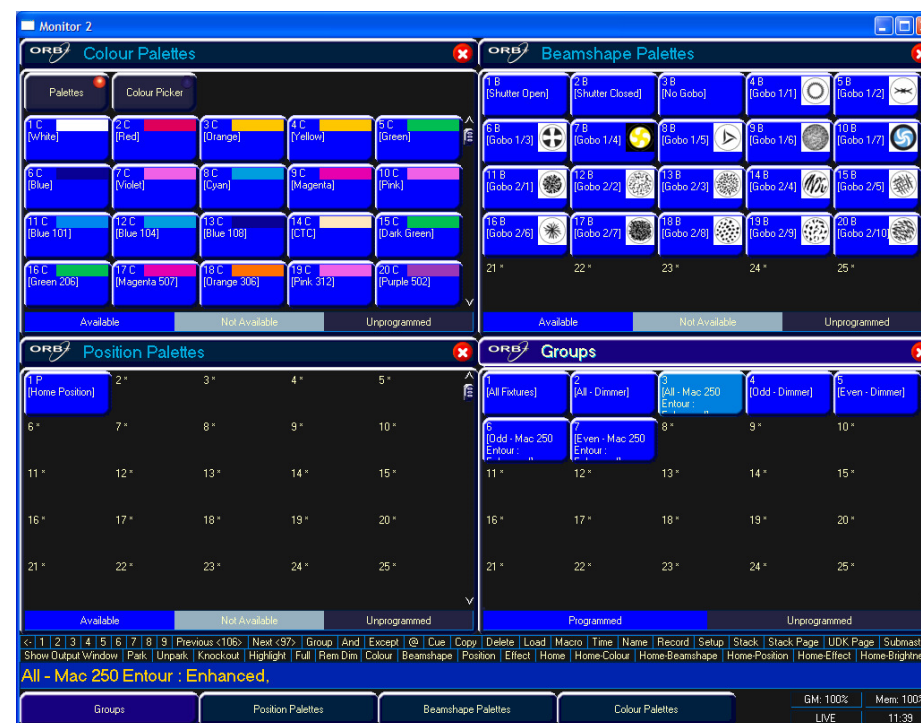 Monitor 2
ORB Colour Palettes
Palettes Colour Picker
1 C 2 C 3 C 4 C 5 C
[White] [Red] [Orange] [Yellow] [Green]
6 C 7 C 8 C 9 C 10 C
[Blue] [Violet] [Cyan] [Magenta] [Pink]
11 C 12 C 13 C 14 C 15 C
[Blue 101] [Blue 104] [Blue 108] [CTC] [Dark Green]
16 C 17 C 18 C 19 C 20 C
[Green 206] [Magenta 507] [Orange 306] [Pink 312] [Purple 502]
Available Not Available Unprogrammed
ORB Beamshape Palettes
1 B 2 B 3 B 4 B 5 B
[Shutter Open] [Shutter Closed] [No Gobo] [Gobo 1/1] [Gobo 1/2]
6 B 7 B 8 B 9 B 10 B
[Gobo 1/3] [Gobo 1/4] [Gobo 1/5] [Gobo 1/6] [Gobo 1/7]
11 B 12 B 13 B 14 B 15 B
[Gobo 2/1] [Gobo 2/2] [Gobo 2/3] [Gobo 2/4] [Gobo 2/5]
16 B 17 B 18 B 19 B 20 B
[Gobo 2/6] [Gobo 2/7] [Gobo 2/8] [Gobo 2/9] [Gobo 2/10]
21 * 22 * 23 * 24 * 25 *
Available Not Available Unprogrammed
ORB Position Palettes
1 P 2 * 3 * 4 * 5 *
[Home Position]
6 * 7 * 8 * 9 * 10 *
11 * 12 * 13 * 14 * 15 *
16 * 17 * 18 * 19 * 20 *
21 * 22 * 23 * 24 * 25 *
Available Not Available Unprogrammed
ORB Groups
1 2 3 4 5
[All Fixtures] [All - Dimmer] [All - Mac 250 [Odd - Dimmer] [Even - Dimmer]
Entour :
6 7 8 * 9 * 10 *
[Odd - Mac 250 [Even - Mac 250
Entour : Entour :
11 * 12 * 13 * 14 * 15 *
16 * 17 * 18 * 19 * 20 *
21 * 22 * 23 * 24 * 25 *
Programmed Unprogrammed
<- 1 2 3 4 5 6 7 8 9 Previous <106> Next <97> Group And Except @ Cue Copy Delete Load Macro Time Name Record Setup Stack Stack Page UDK Page Submast
Show Output Window Park Unpark Knockout Highlight Full Rem Dim Colour Beamshape Position Effect Home Home-Colour Home-Beamshape Home-Position Home-Effect Home-Brightne
All - Mac 250 Entour : Enhanced,
Groups Position Palettes Beamshape Palettes Colour Palettes
GM: 100% Mem: 100%
LIVE 11:39